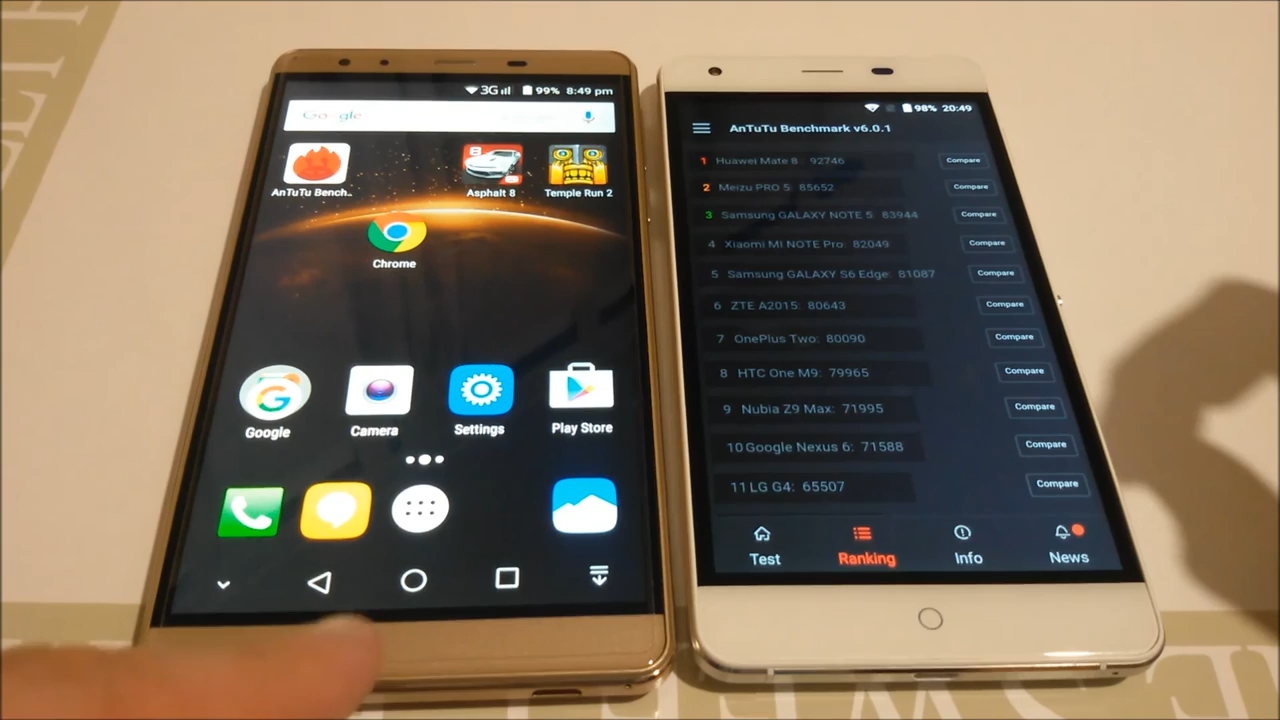 3G 99% 8:49 pm
Google
AnTuTu Bench..
8
Asphalt 8
Temple Run 2
Chrome
G
Google
Camera
Settings
Play Store
98% 20:49
AnTuTu Benchmark v6.0.1
1 Huawei Mate 8: 92746 Compare
2 Meizu PRO 5: 85652 Compare
3 Samsung GALAXY NOTE 5: 83944 Compare
4 Xiaomi MI NOTE Pro: 82049 Compare
5 Samsung GALAXY S6 Edge: 81087 Compare
6 ZTE A2015: 80643 Compare
7 OnePlus Two: 80090 Compare
8 HTC One M9: 79965 Compare
9 Nubia Z9 Max: 71995 Compare
10 Google Nexus 6: 71588 Compare
11 LG G4: 65507 Compare
Test Ranking Info News